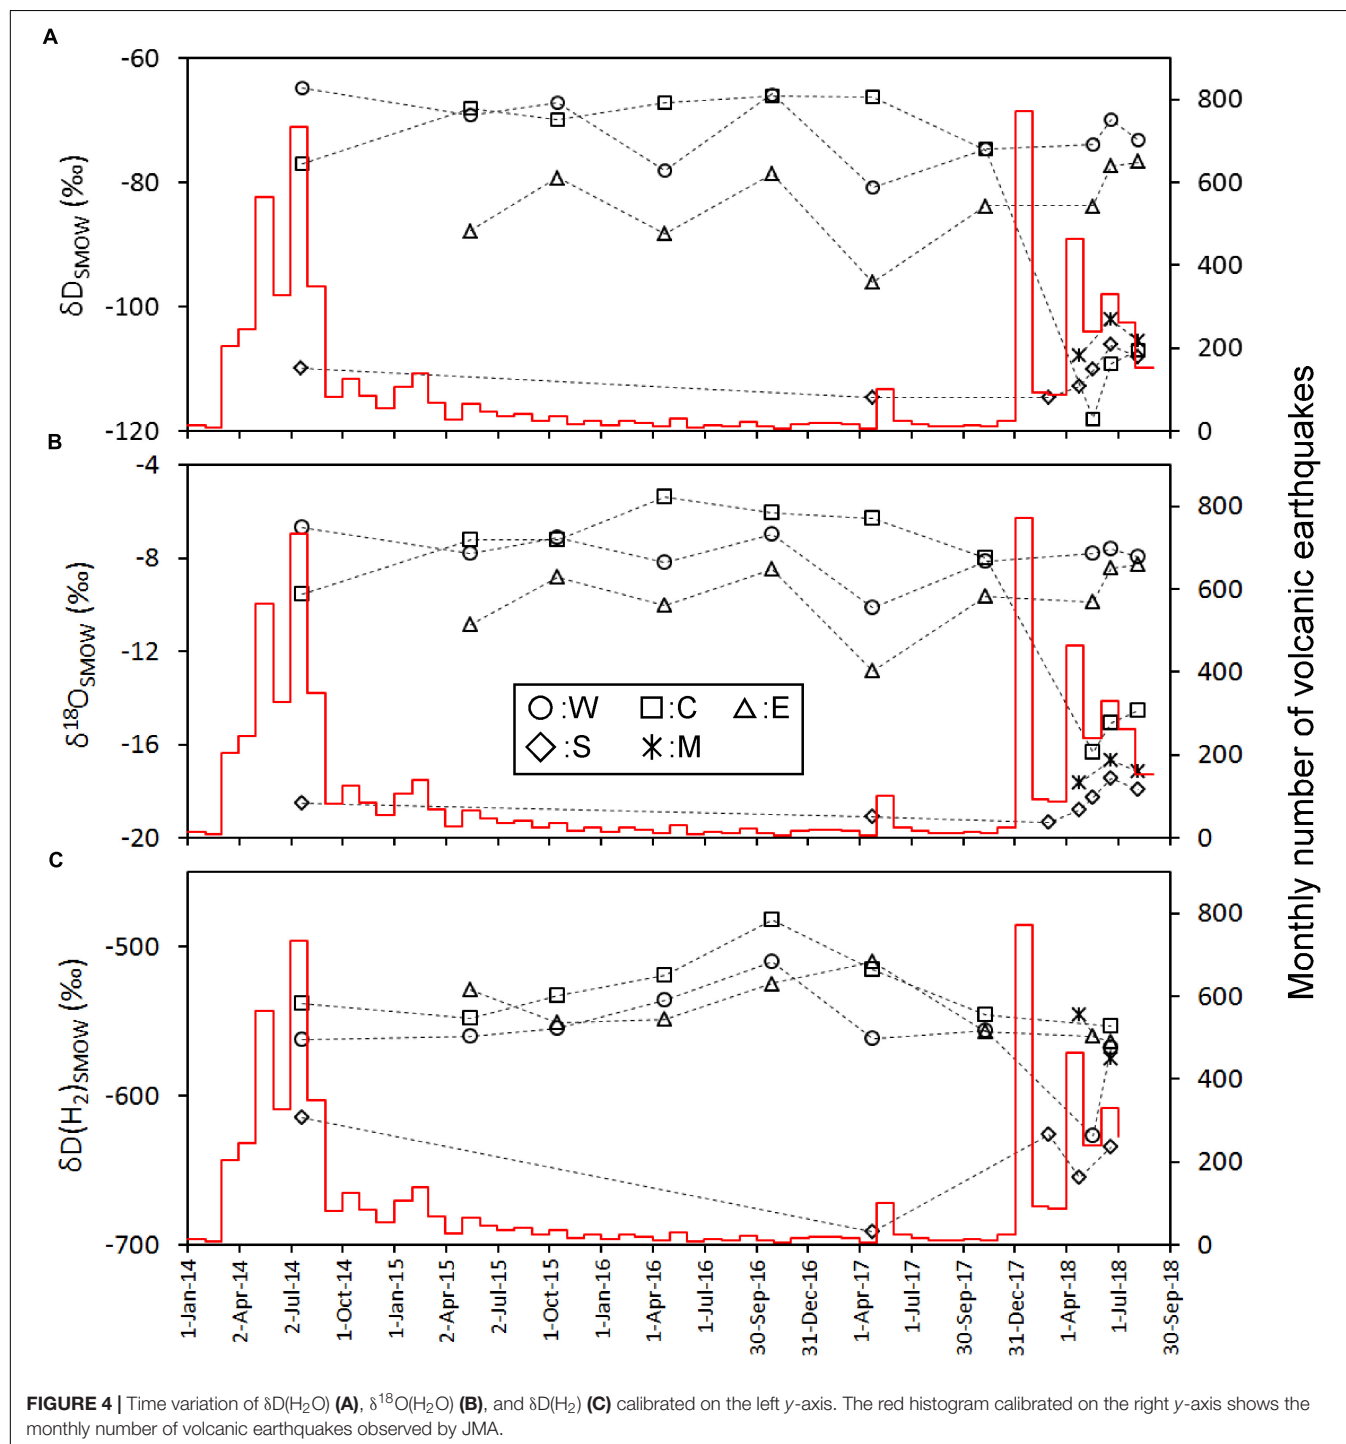 A
-60
-80
-100
-120
δD_SMOW (‰)
800
600
400
200
0
B
-4
-8
-12
-16
-20
δ¹⁸O_SMOW (‰)
800
600
400
200
0
○ :W □ :C △ :E
◇ :S ж :M
C
-500
-600
-700
δD(H₂)_SMOW (‰)
800
600
400
200
0
Monthly number of volcanic earthquakes
1-Jan-14
2-Apr-14
2-Jul-14
1-Oct-14
1-Jan-15
2-Apr-15
2-Jul-15
1-Oct-15
1-Jan-16
1-Apr-16
1-Jul-16
30-Sep-16
31-Dec-16
1-Apr-17
1-Jul-17
30-Sep-17
31-Dec-17
1-Apr-18
1-Jul-18
30-Sep-18
FIGURE 4 | Time variation of δD(H₂O) (A), δ¹⁸O(H₂O) (B), and δD(H₂) (C) calibrated on the left y-axis. The red histogram calibrated on the right y-axis shows the
monthly number of volcanic earthquakes observed by JMA.